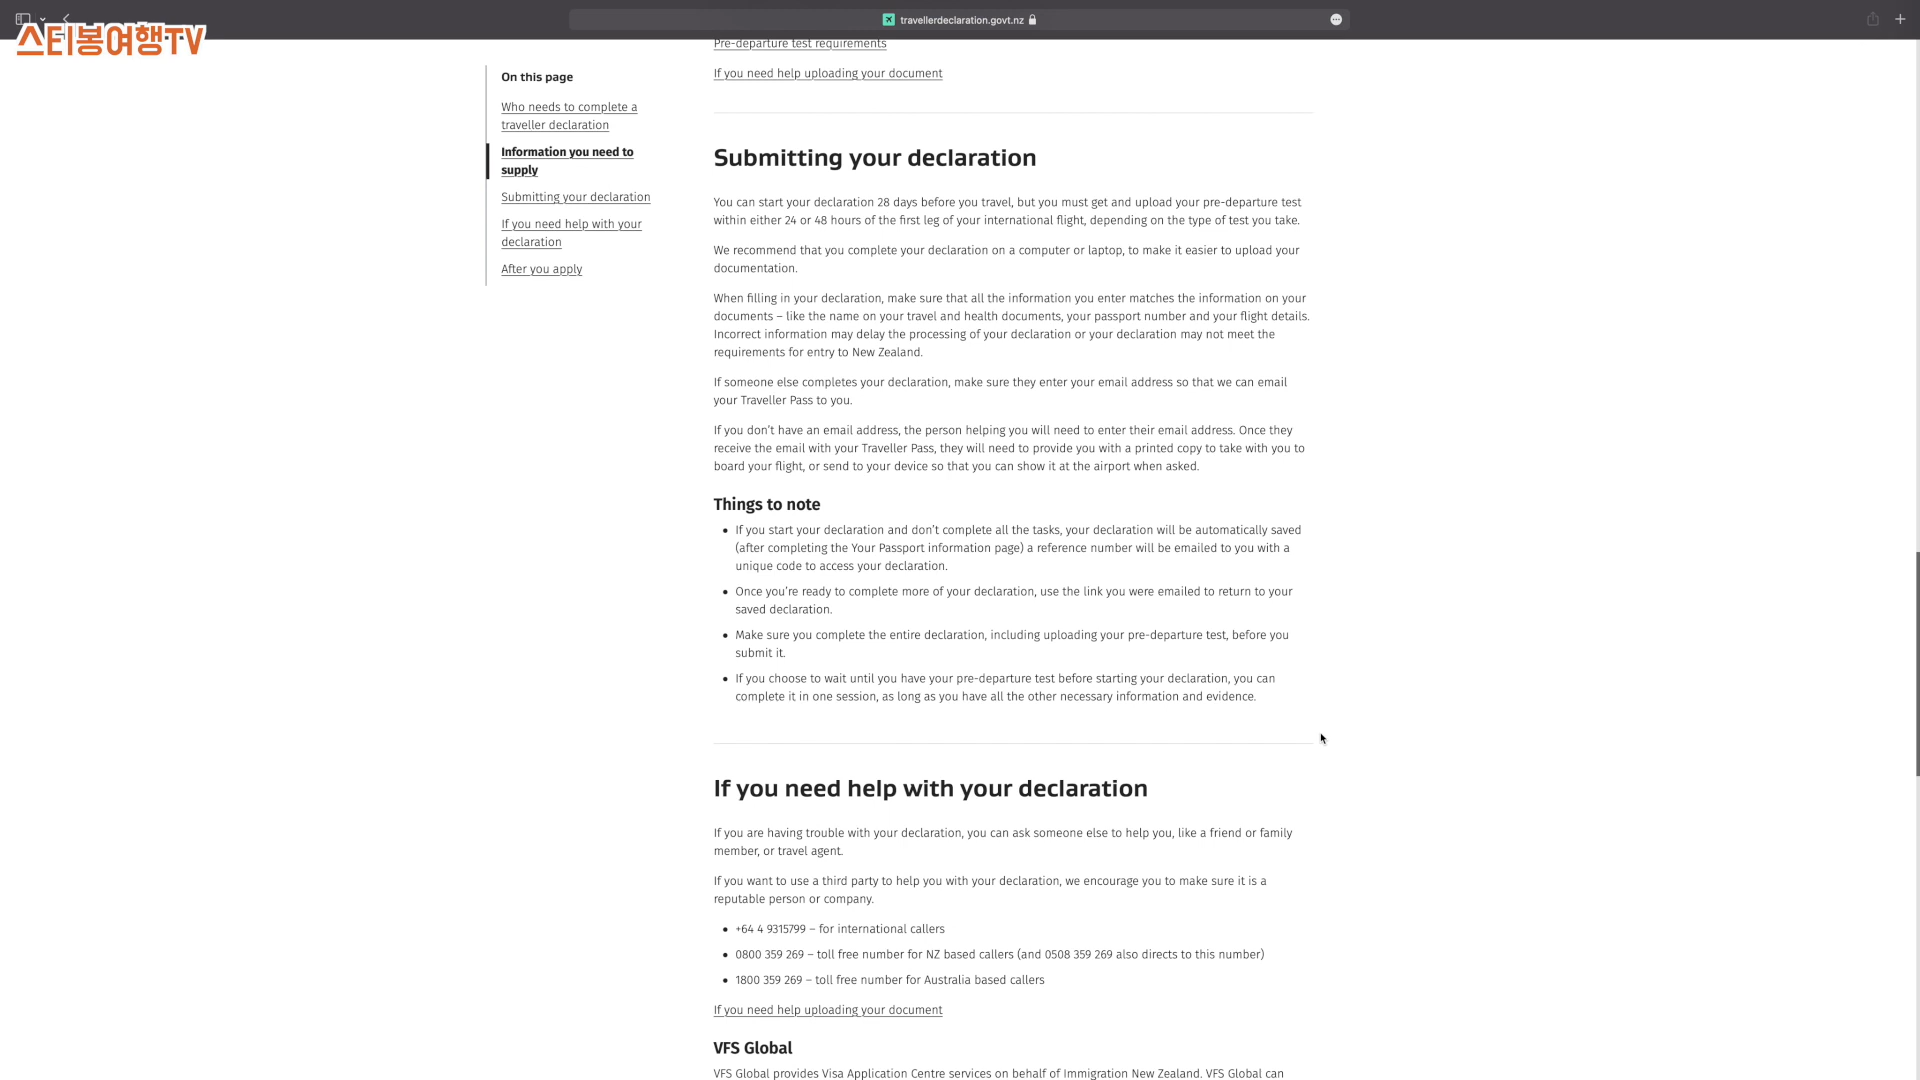 travellerdeclaration.govt.nz
스티봉여행TV
On this page
Who needs to complete a
traveller declaration
Information you need to
supply
Submitting your declaration
If you need help with your
declaration
After you apply
Pre-departure test requirements
If you need help uploading your document
Submitting your declaration
You can start your declaration 28 days before you travel, but you must get and upload your pre-departure test
within either 24 or 48 hours of the first leg of your international flight, depending on the type of test you take.
We recommend that you complete your declaration on a computer or laptop, to make it easier to upload your
documentation.
When filling in your declaration, make sure that all the information you enter matches the information on your
documents – like the name on your travel and health documents, your passport number and your flight details.
Incorrect information may delay the processing of your declaration or your declaration may not meet the
requirements for entry to New Zealand.
If someone else completes your declaration, make sure they enter your email address so that we can email
your Traveller Pass to you.
If you don't have an email address, the person helping you will need to enter their email address. Once they
receive the email with your Traveller Pass, they will need to provide you with a printed copy to take with you to
board your flight, or send to your device so that you can show it at the airport when asked.
Things to note
• If you start your declaration and don't complete all the tasks, your declaration will be automatically saved
(after completing the Your Passport information page) a reference number will be emailed to you with a
unique code to access your declaration.
• Once you're ready to complete more of your declaration, use the link you were emailed to return to your
saved declaration.
• Make sure you complete the entire declaration, including uploading your pre-departure test, before you
submit it.
• If you choose to wait until you have your pre-departure test before starting your declaration, you can
complete it in one session, as long as you have all the other necessary information and evidence.
If you need help with your declaration
If you are having trouble with your declaration, you can ask someone else to help you, like a friend or family
member, or travel agent.
If you want to use a third party to help you with your declaration, we encourage you to make sure it is a
reputable person or company.
• +64 4 9315799 – for international callers
• 0800 359 269 – toll free number for NZ based callers (and 0508 359 269 also directs to this number)
• 1800 359 269 – toll free number for Australia based callers
If you need help uploading your document
VFS Global
VFS Global provides Visa Application Centre services on behalf of Immigration New Zealand. VFS Global can